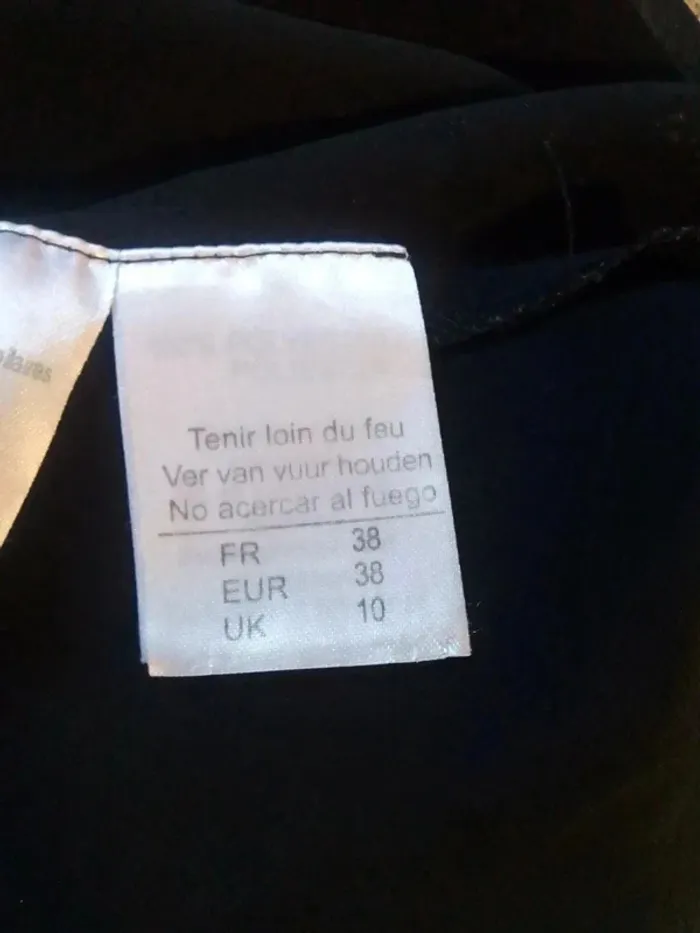 Tenir loin du feu
Ver van vuur houden
No acercar al fuego
FR 38
EUR 38
UK 10